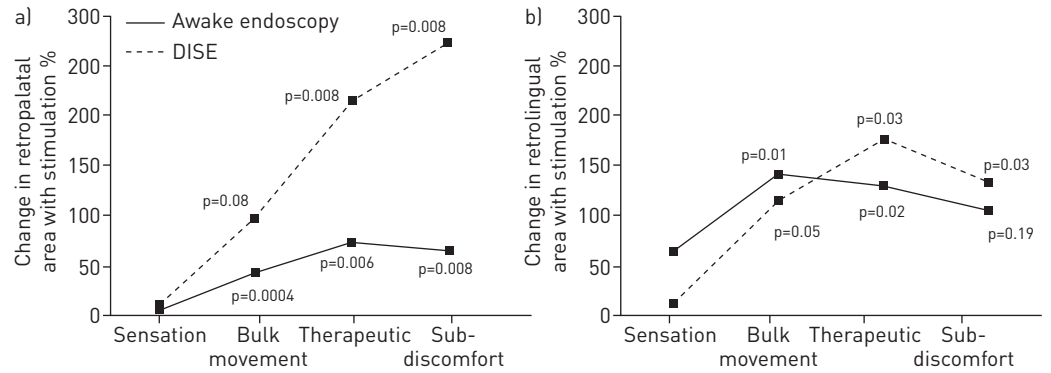 a)
Change in retropalatal
area with stimulation %
300
250
200
150
100
50
0
Awake endoscopy
DISE
p=0.008
p=0.008
p=0.08
p=0.006
p=0.008
p=0.0004
Sensation
Bulk
movement
Therapeutic
Sub-
discomfort
b)
Change in retrolingual
area with stimulation %
300
250
200
150
100
50
0
p=0.03
p=0.01
p=0.03
p=0.02
p=0.05
p=0.19
Sensation
Bulk
movement
Therapeutic
Sub-
discomfort